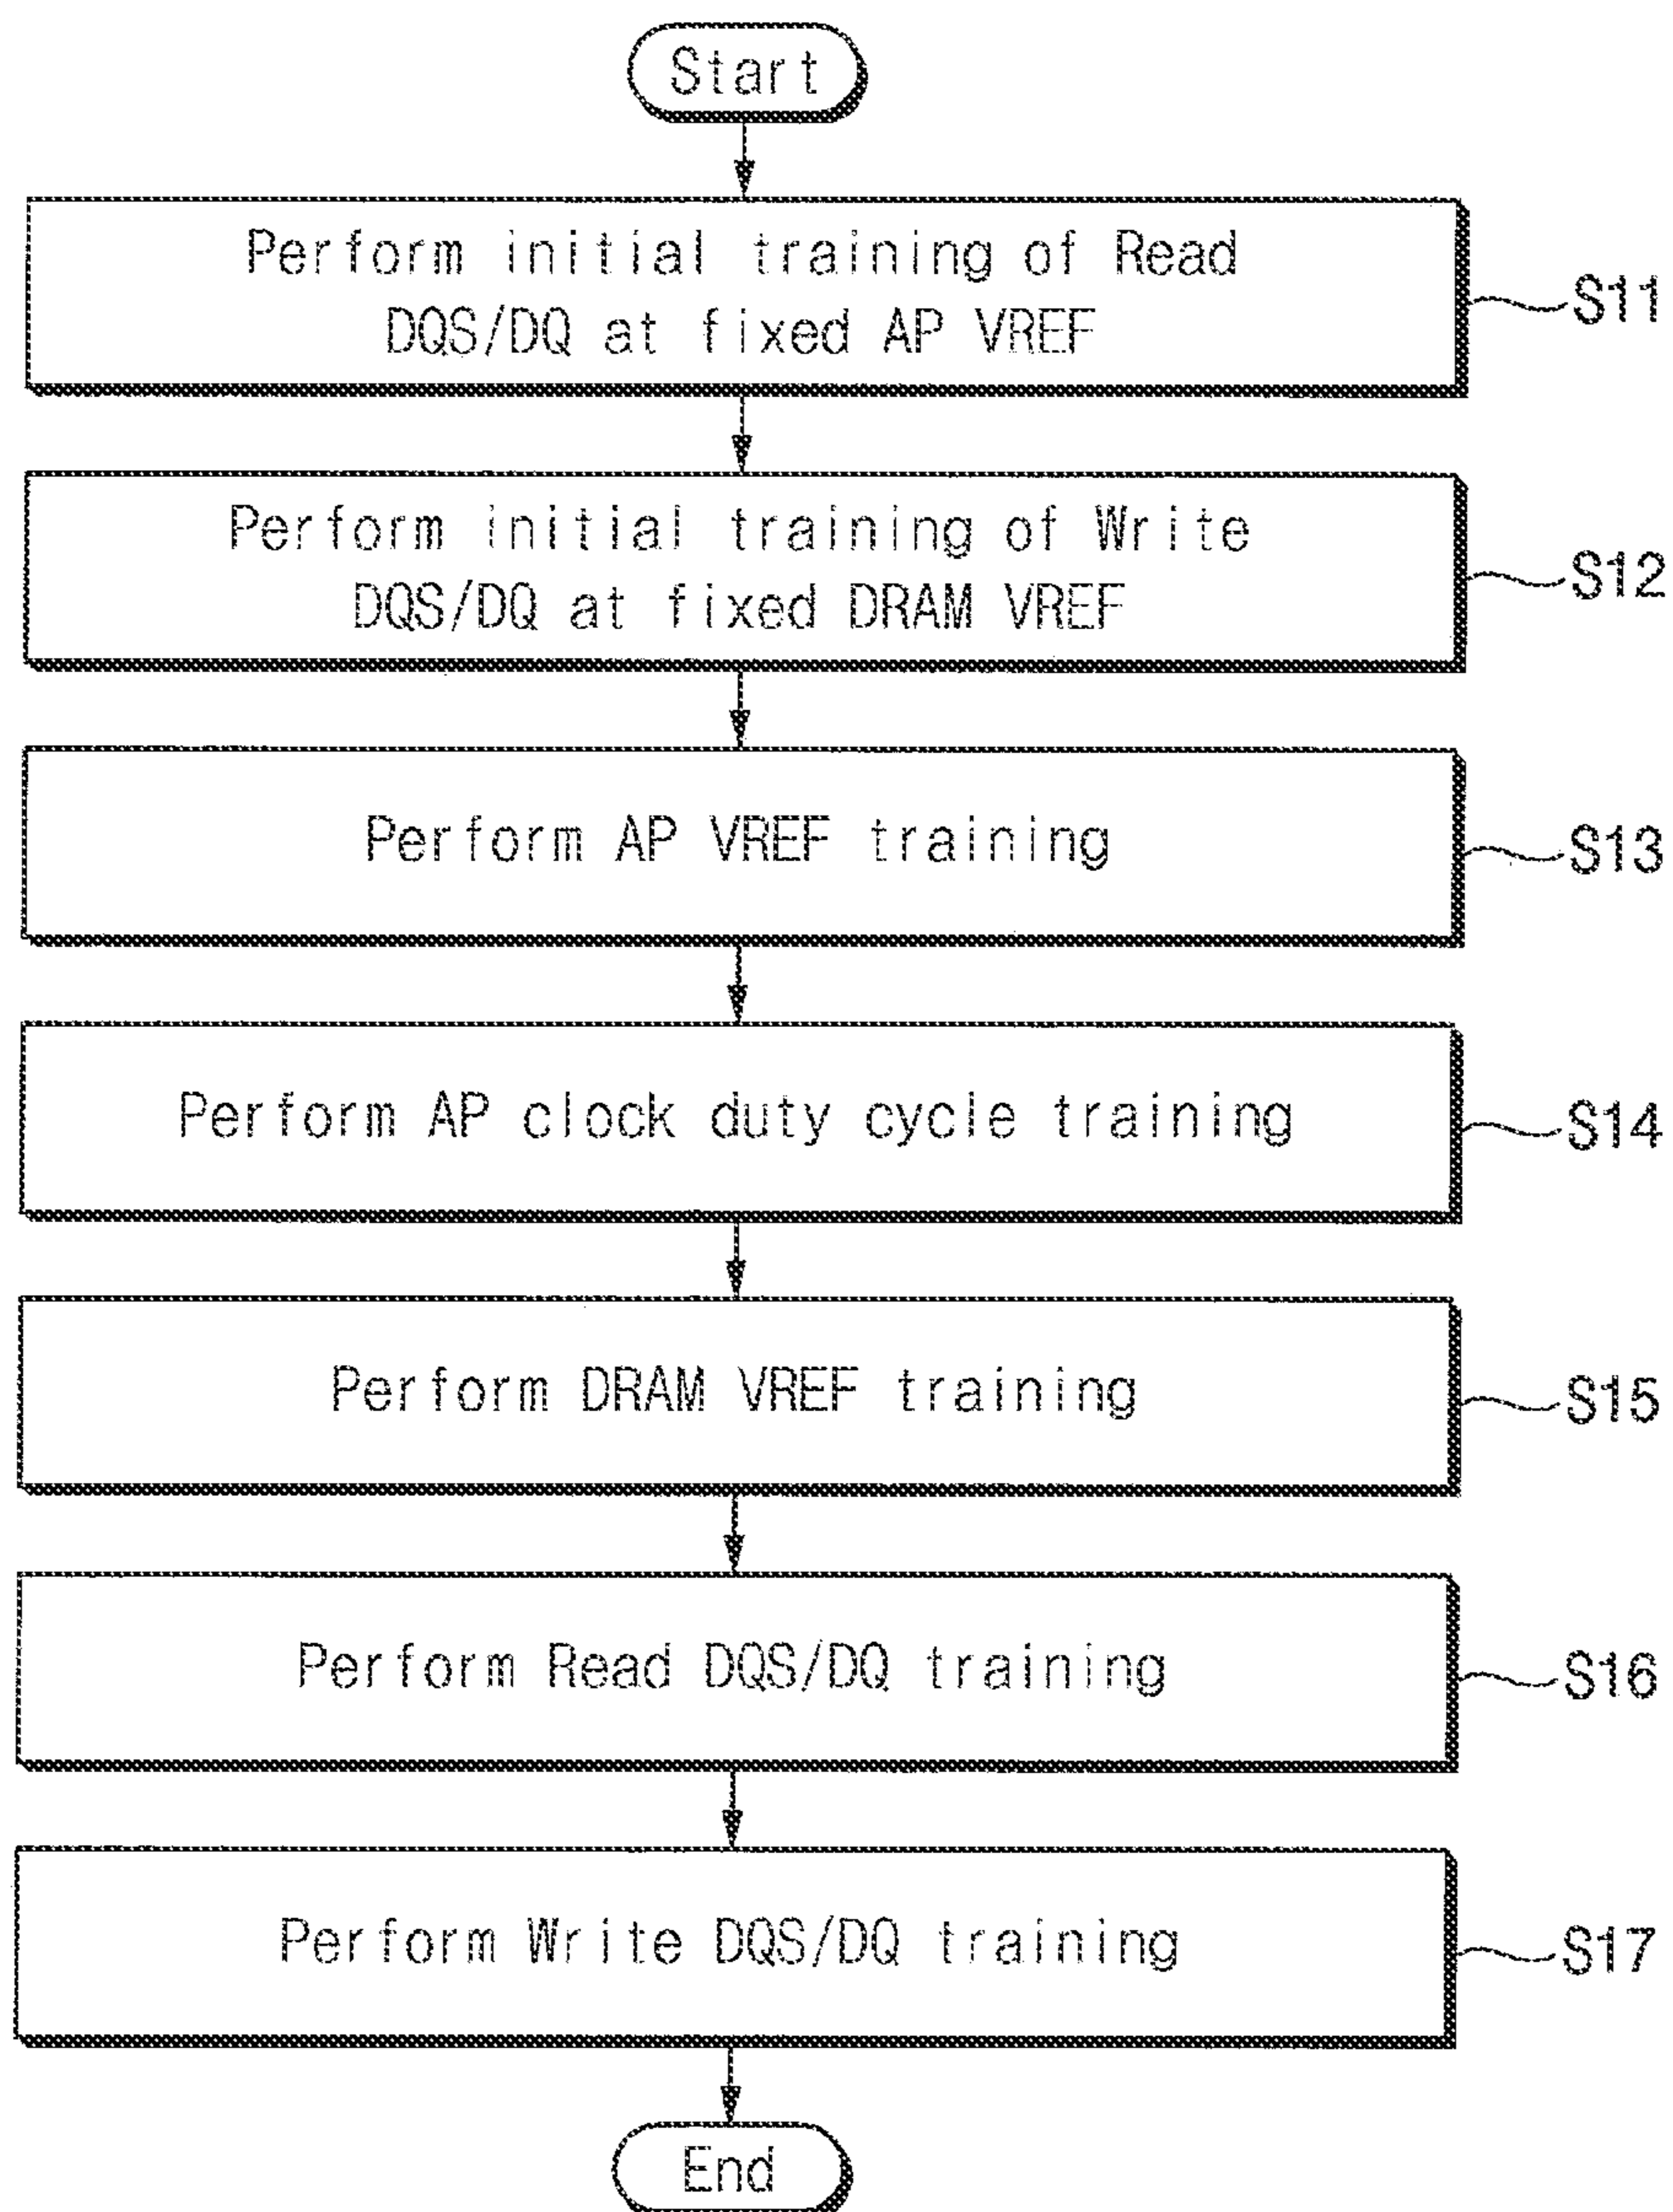 Start
Perform initial training of Read
DQS/DQ at fixed AP VREF
S11
Perform initial training of Write
DQS/DQ at fixed DRAM VREF
S12
Perform AP VREF training
S13
Perform AP clock duty cycle training
S14
Perform DRAM VREF training
S15
Perform Read DQS/DQ training
S16
Perform Write DQS/DQ training
S17
End